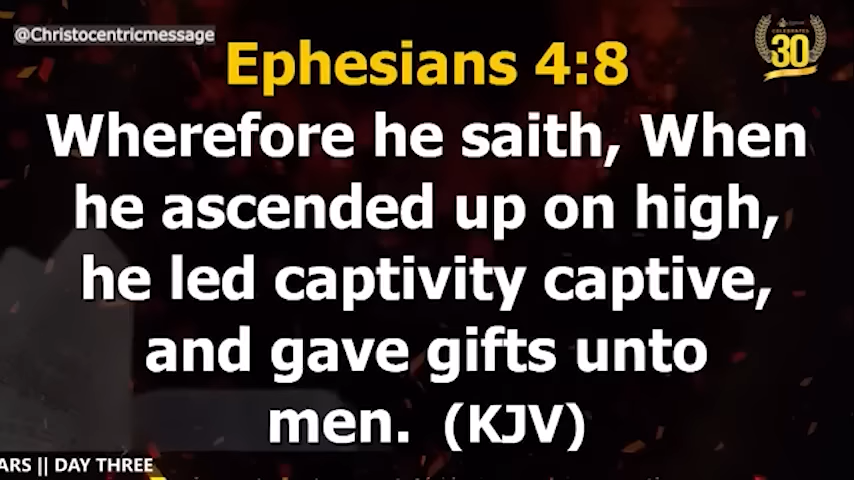 @Christocentricmessage
CELEBRATES
30
Ephesians 4:8
Wherefore he saith, When
he ascended up on high,
he led captivity captive,
and gave gifts unto
men. (KJV)
ARS || DAY THREE